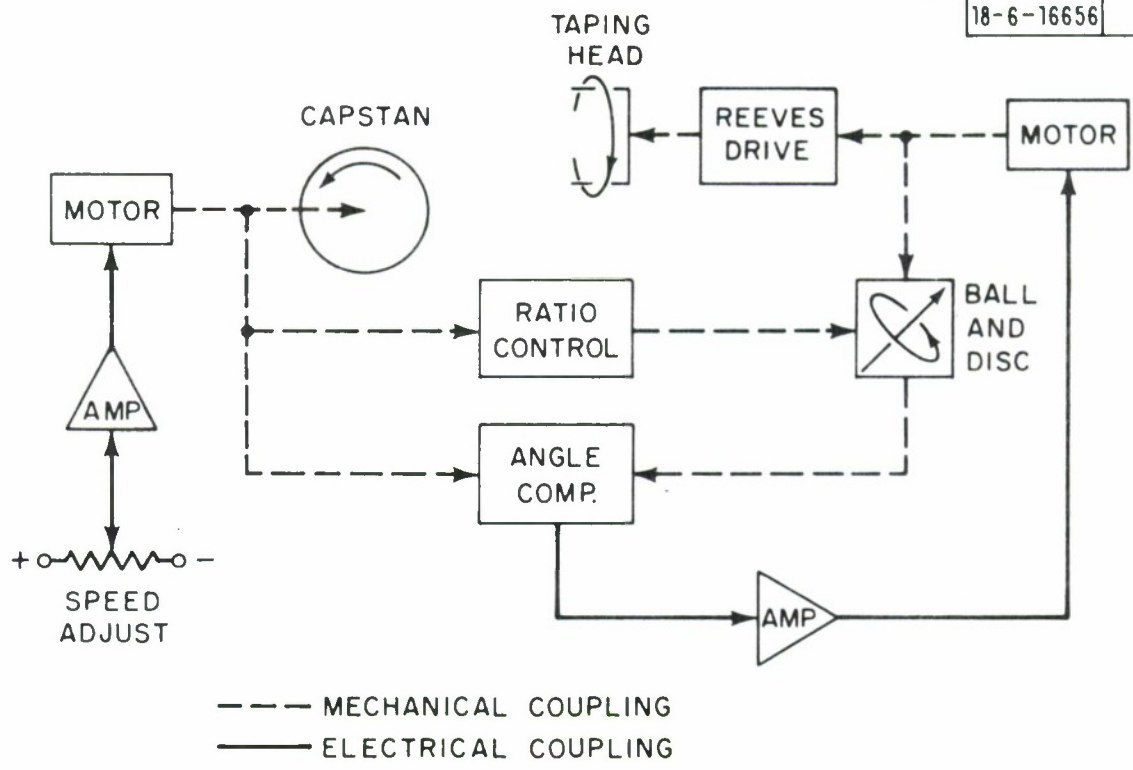 18-6-16656
TAPING
HEAD
CAPSTAN
REEVES
DRIVE
MOTOR
MOTOR
RATIO
CONTROL
BALL
AND
DISC
AMP
ANGLE
COMP.
+ -
SPEED
ADJUST
AMP
MECHANICAL COUPLING
ELECTRICAL COUPLING